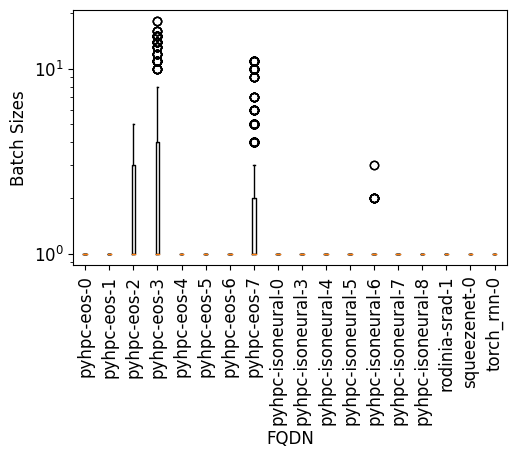 Batch Sizes
10^1
10^0
pyhpc-eos-0
pyhpc-eos-1
pyhpc-eos-2
pyhpc-eos-3
pyhpc-eos-4
pyhpc-eos-5
pyhpc-eos-6
pyhpc-eos-7
pyhpc-isoneural-0
pyhpc-isoneural-3
pyhpc-isoneural-4
pyhpc-isoneural-5
pyhpc-isoneural-6
pyhpc-isoneural-7
pyhpc-isoneural-8
rodinia-srad-1
squeezenet-0
torch_rnn-0
FQDN